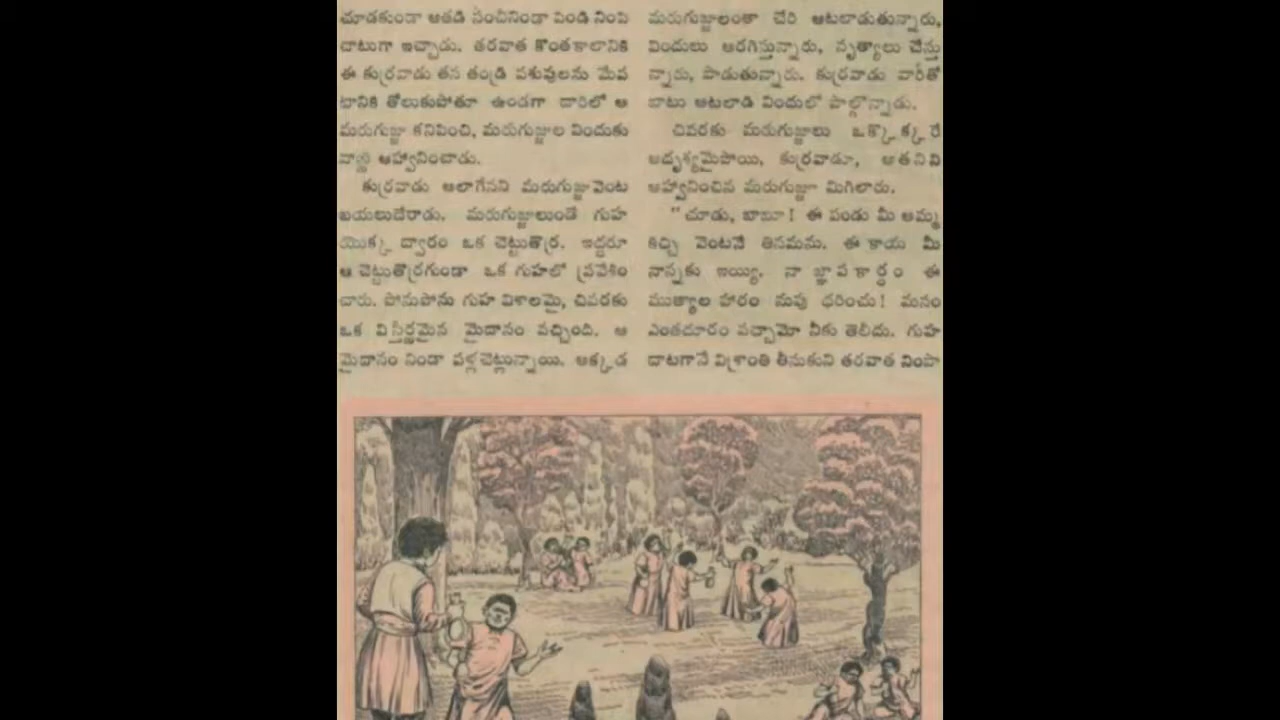 చూడకుండా అతడి సంచీనిండా పిండి నింపి
చాటుగా ఇచ్చాడు. తరవాత కొంతకాలానికి
ఈ కుర్రవాడు తన తండ్రి పశువులను మేప
టానికి తోలుకుపోతూ ఉండగా దారిలో ఆ
మరుగుజ్జు కనిపించి, మరుగుజ్జుల విందుకు
వాణ్ణి ఆహ్వానించాడు.
కుర్రవాడు అలాగేనని మరుగుజ్జువెంట
బయలుదేరాడు. మరుగుజ్జులుండే గుహ
యొక్క ద్వారం ఒక చెట్టుతొర్ర. ఇద్దరూ
ఆ చెట్టుతొర్రగుండా ఒక గుహలో ప్రవేశిం
చారు. పోనుపోను గుహ విశాలమై, చివరకు
ఒక విస్తీర్ణమైన మైదానం వచ్చింది. ఆ
మైదానం నిండా పళ్లచెట్లున్నాయి. అక్కడ
మరుగుజ్జులంతా చేరి ఆటలాడుతున్నారు,
విందులు ఆరగిస్తున్నారు, నృత్యాలు చేస్తు
న్నారు, పాడుతున్నారు. కుర్రవాడు వారితో
బాటు ఆటలాడి విందులో పాల్గొన్నాడు.
చివరకు మరుగుజ్జులు ఒక్కొక్కరే
అదృశ్యమైపోయి, కుర్రవాడూ, అతనిని
ఆహ్వానించిన మరుగుజ్జూ మిగిలారు.
"చూడు, బాబూ! ఈ పండు మీ అమ్మ
కిచ్చి వెంటనే తినమను. ఈ కాయ మీ
నాన్నకు ఇయ్యి. నా జ్ఞాపకార్థం ఈ
ముత్యాల హారం నువు ధరించు! మనం
ఎంతదూరం వచ్చామో నీకు తెలీదు. గుహ
దాటగానే విశ్రాంతి తీసుకుని తరవాత నింపా